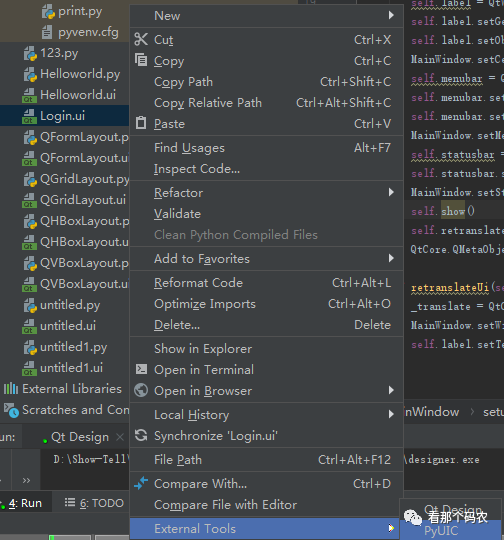 print.py
pyvenv.cfg
123.py
Helloworld.py
Helloworld.ui
Login.ui
QFormLayout.p
QFormLayout.ui
QGridLayout.py
QGridLayout.ui
QHBoxLayout.p
QHBoxLayout.ui
QVBoxLayout.p
QVBoxLayout.ui
untitled.py
untitled.ui
untitled1.py
untitled1.ui
External Libraries
Scratches and Con
New
Cut Ctrl+X
Copy Ctrl+C
Copy Path Ctrl+Shift+C
Copy Relative Path Ctrl+Alt+Shift+C
Paste Ctrl+V
Find Usages Alt+F7
Inspect Code...
Refactor
Validate
Clean Python Compiled Files
Add to Favorites
Reformat Code Ctrl+Alt+L
Optimize Imports Ctrl+Alt+O
Delete... Delete
Show in Explorer
Open in Terminal
Open in Browser
Local History
Synchronize 'Login.ui'
File Path Ctrl+Alt+F12
Compare With... Ctrl+D
Compare File with Editor
External Tools
Qt Design
PyUIC
看那个码农
self.label = QtW
self.label.setGe
self.label.setOb
MainWindow.setCe
self.menubar = Q
self.menubar.set
self.menubar.set
MainWindow.setMe
self.statusbar =
self.statusbar.s
MainWindow.setSt
self.show()
self.retranslate
QtCore.QMetaObje
retranslateUi(se
_translate = QtC
MainWindow.setWi
self.label.setTe
inWindow › setu
un: Qt Design ×
D:\Show-Tell\
\designer.exe
»
»
4: Run 6: TODO